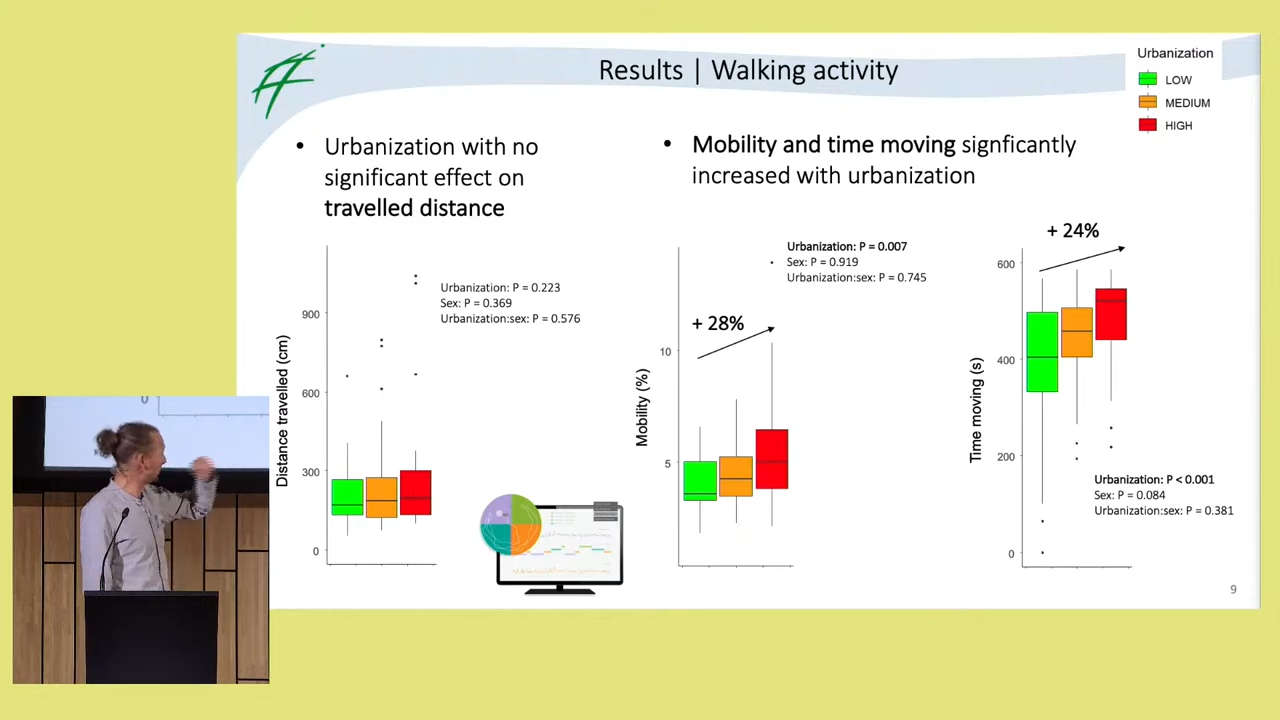 Results | Walking activity
Urbanization
LOW
MEDIUM
HIGH
• Urbanization with no
significant effect on
travelled distance
• Mobility and time moving signficantly
increased with urbanization
Urbanization: P = 0.223
Sex: P = 0.369
Urbanization:sex: P = 0.576
Distance travelled (cm)
900
600
300
0
Urbanization: P = 0.007
Sex: P = 0.919
Urbanization:sex: P = 0.745
+ 28%
Mobility (%)
10
5
+ 24%
Time moving (s)
600
400
200
0
Urbanization: P < 0.001
Sex: P = 0.084
Urbanization:sex: P = 0.381
0
9